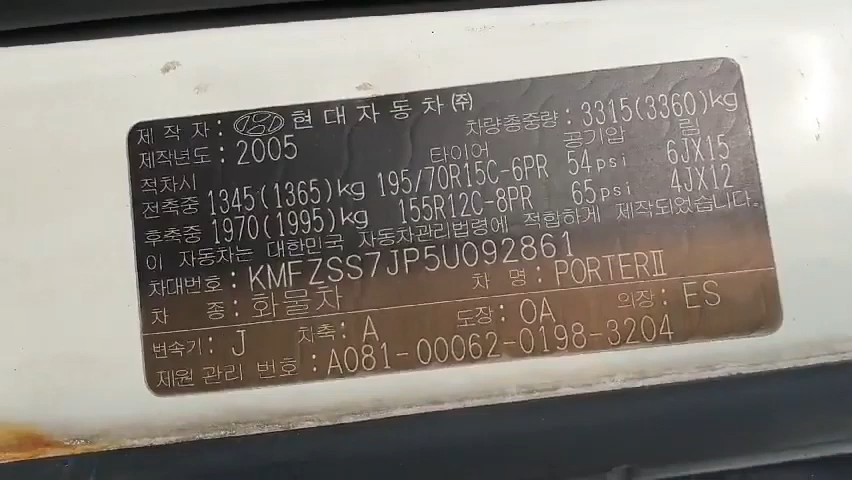 제 작 자 : 현 대 자 동 차 ㈜ 차량총중량 : 3315(3360)kg
제작년도 : 2005 타이어 공기압 림
적차시
전축중 1345(1365)kg 195/70R15C-6PR 54psi 6JX15
후축중 1970(1995)kg 155R12C-8PR 65psi 4JX12
이 자동차는 대한민국 자동차관리법령에 적합하게 제작되었습니다.
차대번호 : KMFZSS7JP5U092861
차 종 : 화물차 차 명 : PORTERⅡ
변속기 : J 차축 : A 도장 : OA 의장 : ES
제원 관리 번호 : A081-00062-0198-3204